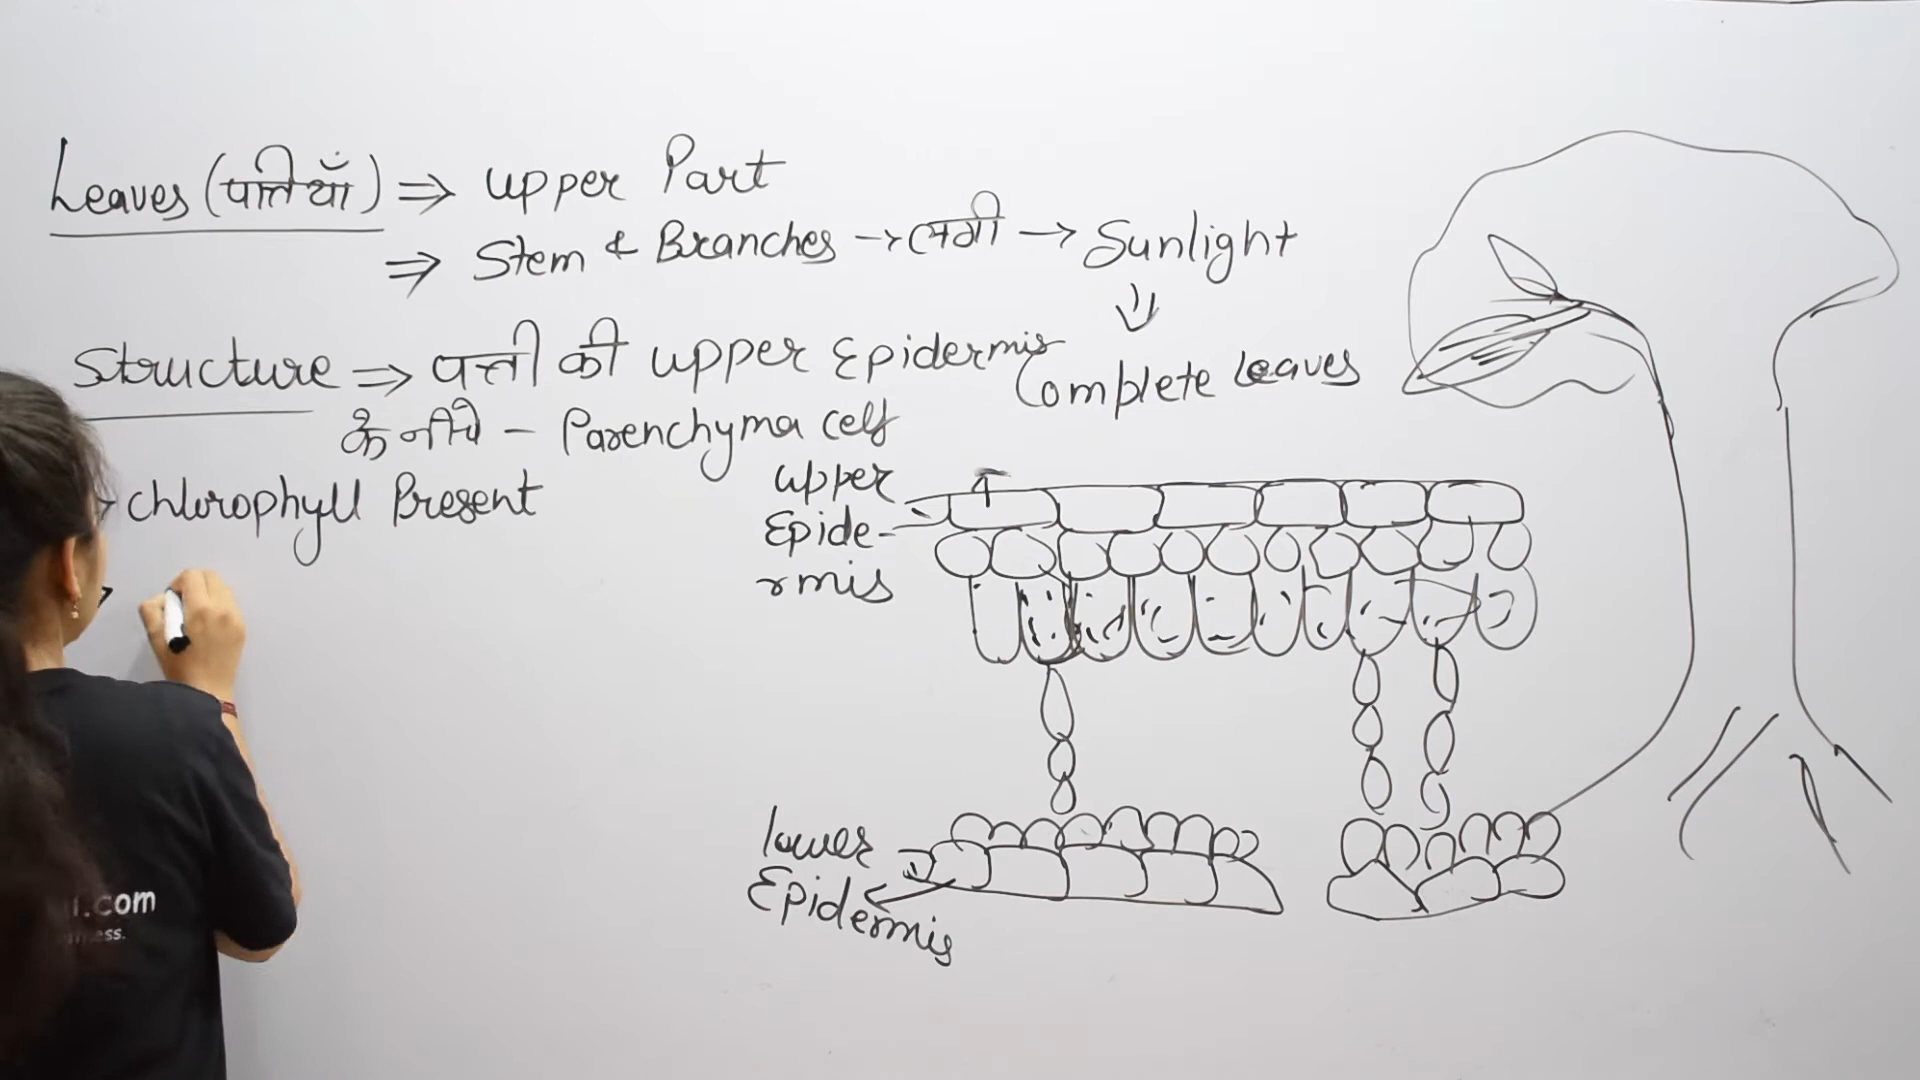 Leaves (पत्तियाँ) ⇒ upper Part
⇒ Stem & Branches → लगी → Sunlight
⇓
Complete Leaves
Structure ⇒ पत्ती की upper Epidermis
के नीचे - Parenchyma cell
→ Chlorophyll Present
→
upper
Epide-
rmis
lower
Epidermis
.com